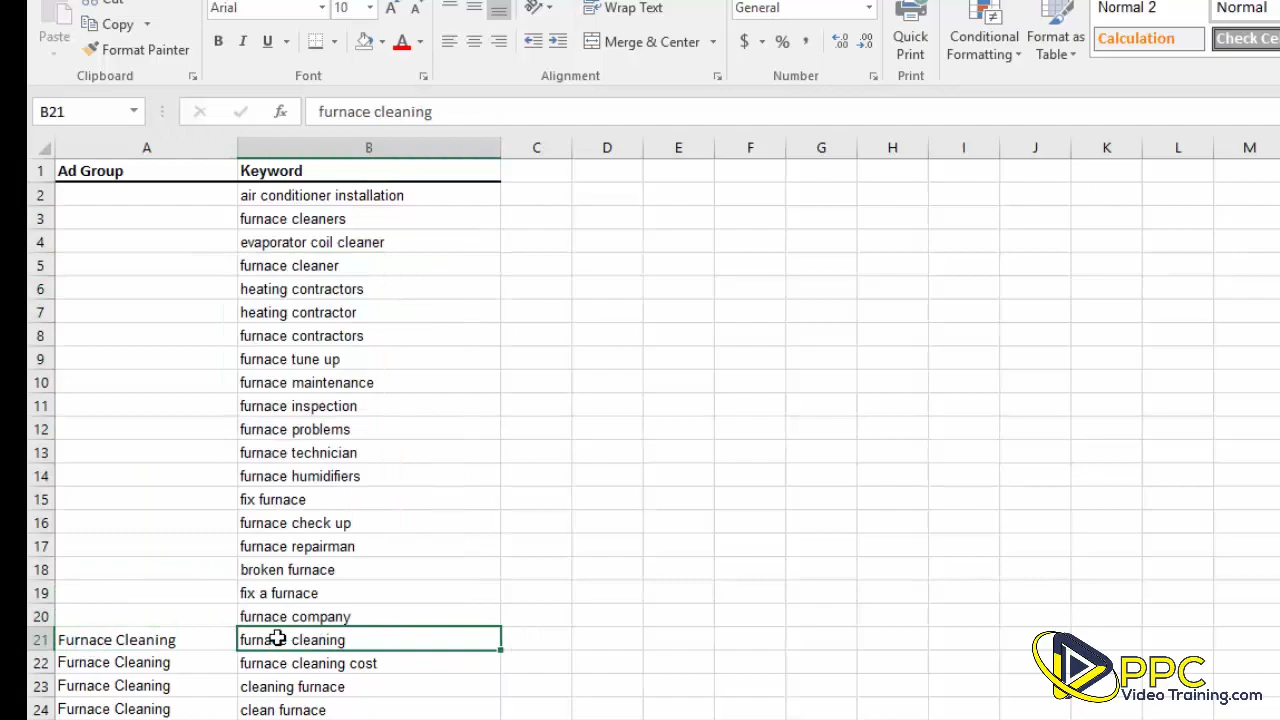 Cut
Arial 10 Wrap Text General Normal 2 Normal
Paste Copy
Format Painter B I U Merge & Center $ % , Quick Print Conditional Formatting Format as Table Calculation Check Ce
Clipboard Font Alignment Number Print
B21 fx furnace cleaning
A B C D E F G H I J K L M
1 Ad Group Keyword
2 air conditioner installation
3 furnace cleaners
4 evaporator coil cleaner
5 furnace cleaner
6 heating contractors
7 heating contractor
8 furnace contractors
9 furnace tune up
10 furnace maintenance
11 furnace inspection
12 furnace problems
13 furnace technician
14 furnace humidifiers
15 fix furnace
16 furnace check up
17 furnace repairman
18 broken furnace
19 fix a furnace
20 furnace company
21 Furnace Cleaning furnace cleaning
22 Furnace Cleaning furnace cleaning cost
23 Furnace Cleaning cleaning furnace
24 Furnace Cleaning clean furnace
PPC
Video Training.com